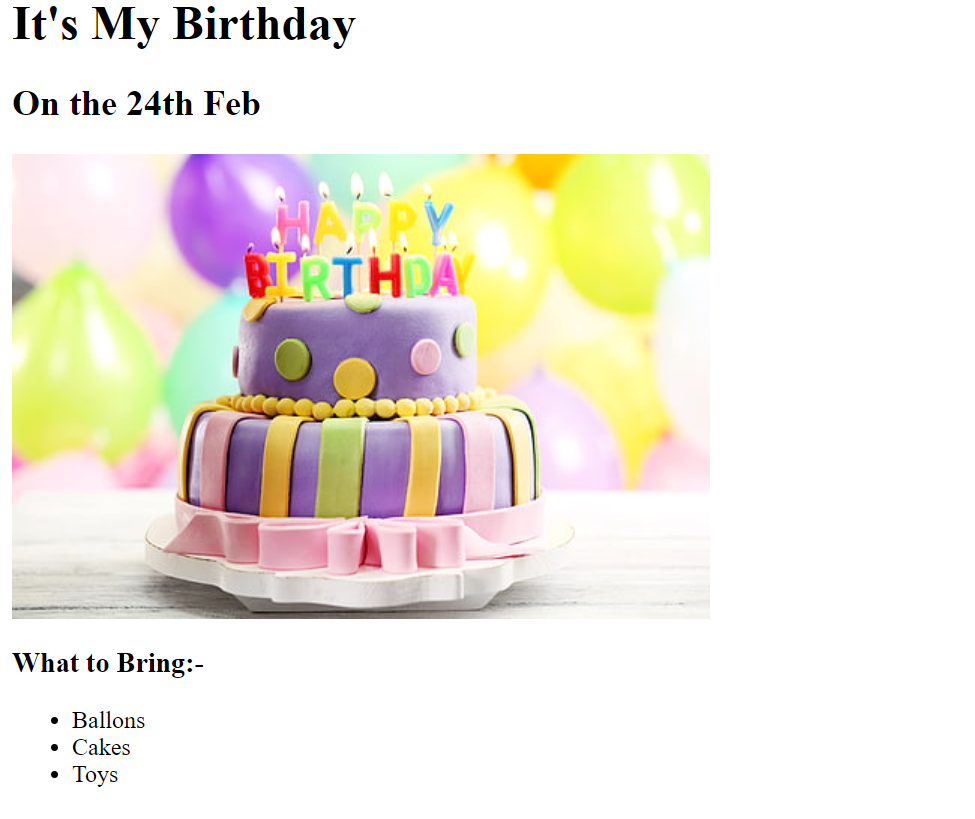 It's My Birthday
On the 24th Feb
HAPPY
BIRTHDAY
What to Bring:-
Ballons
Cakes
Toys